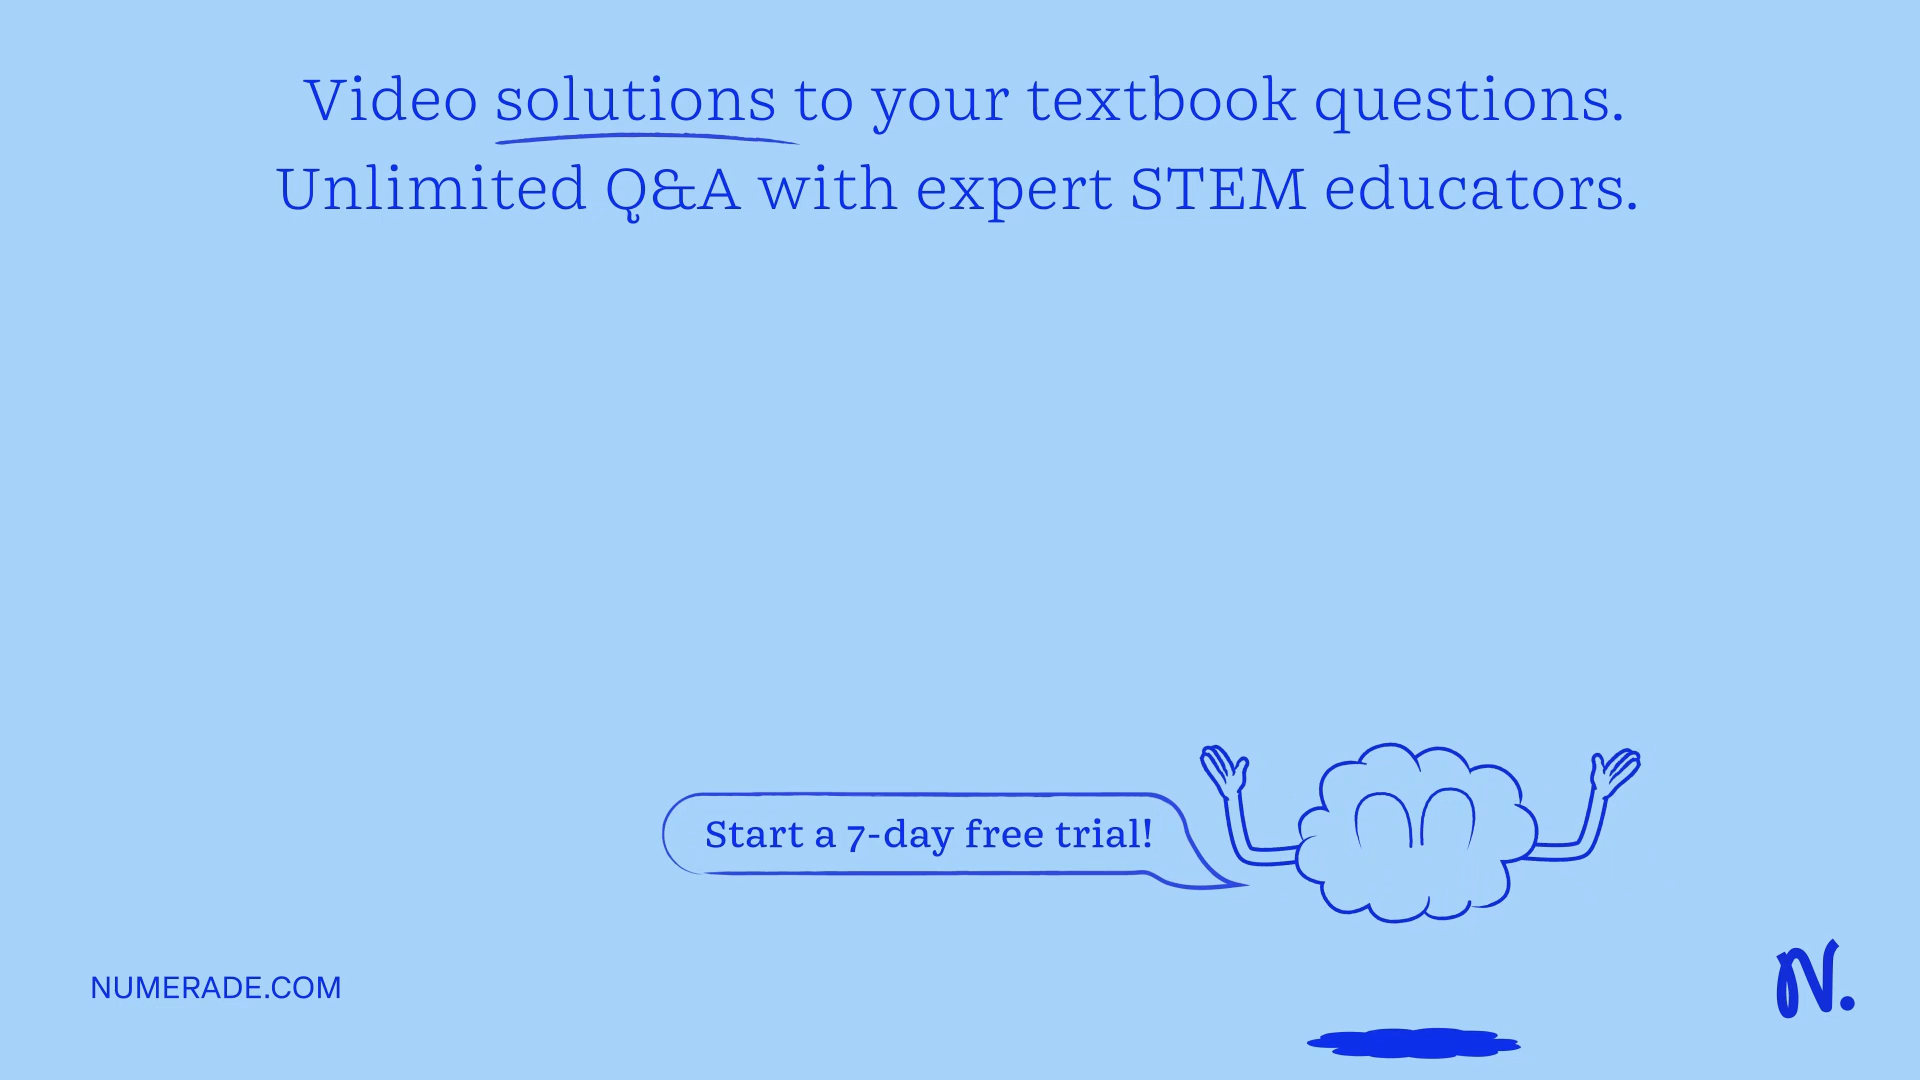 Video solutions to your textbook questions.
Unlimited Q&A with expert STEM educators.
Start a 7-day free trial!
NUMERADE.COM
N.